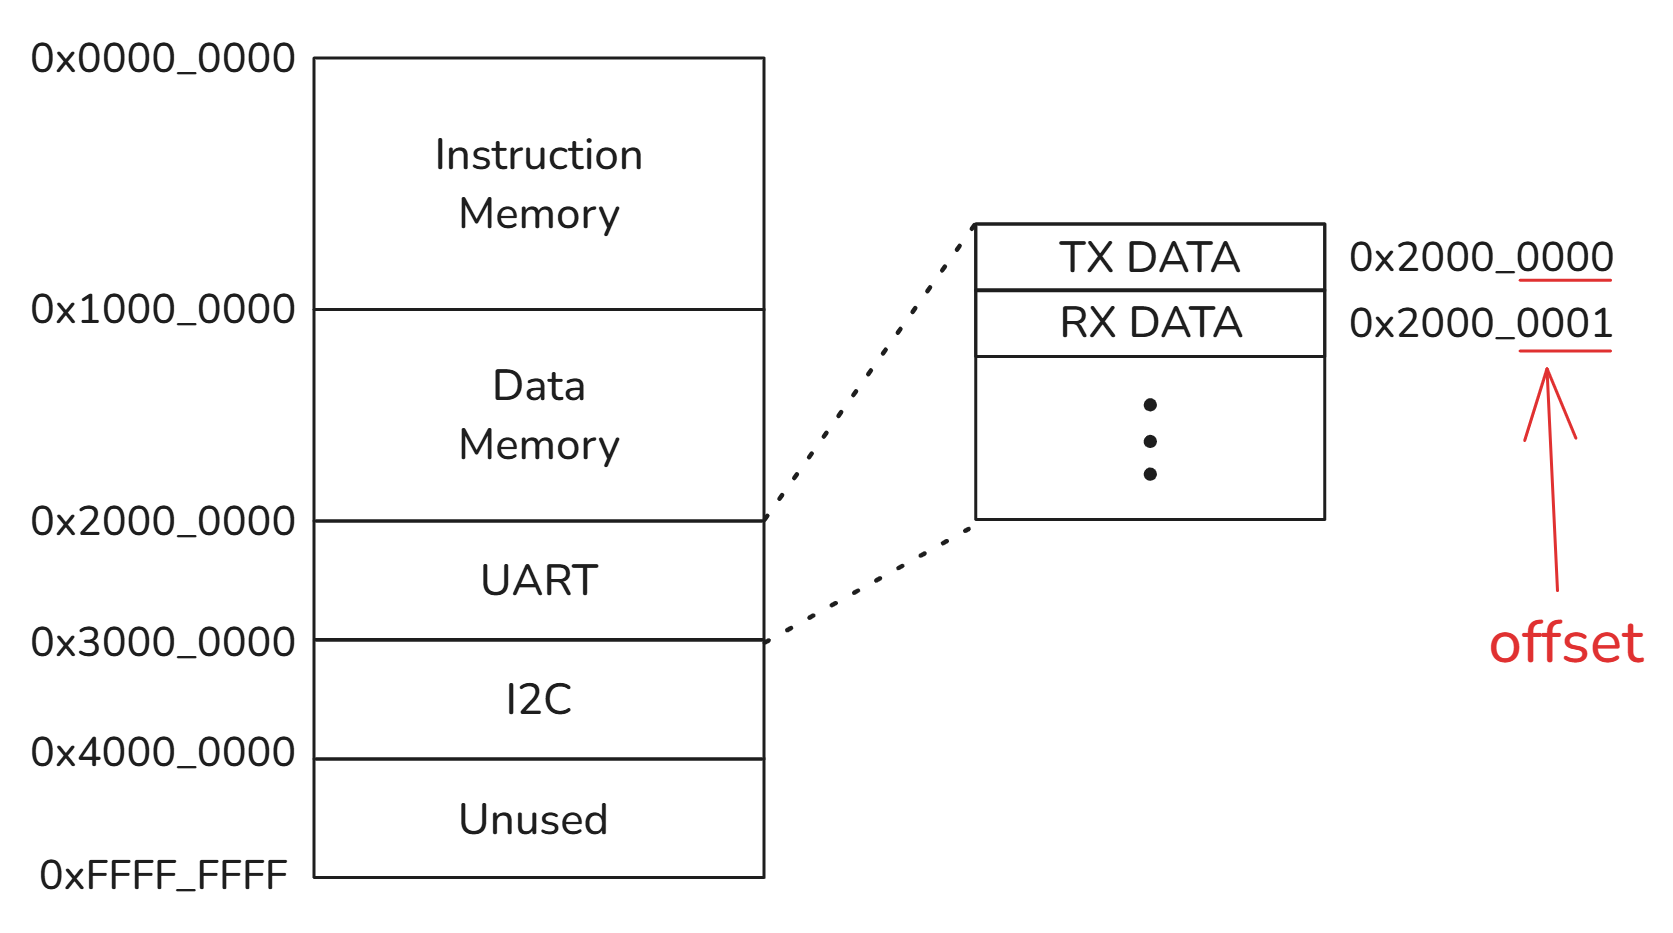 0x0000_0000
Instruction
Memory
0x1000_0000
Data
Memory
0x2000_0000
UART
0x3000_0000
I2C
0x4000_0000
Unused
0xFFFF_FFFF
TX DATA 0x2000_0000
RX DATA 0x2000_0001
offset